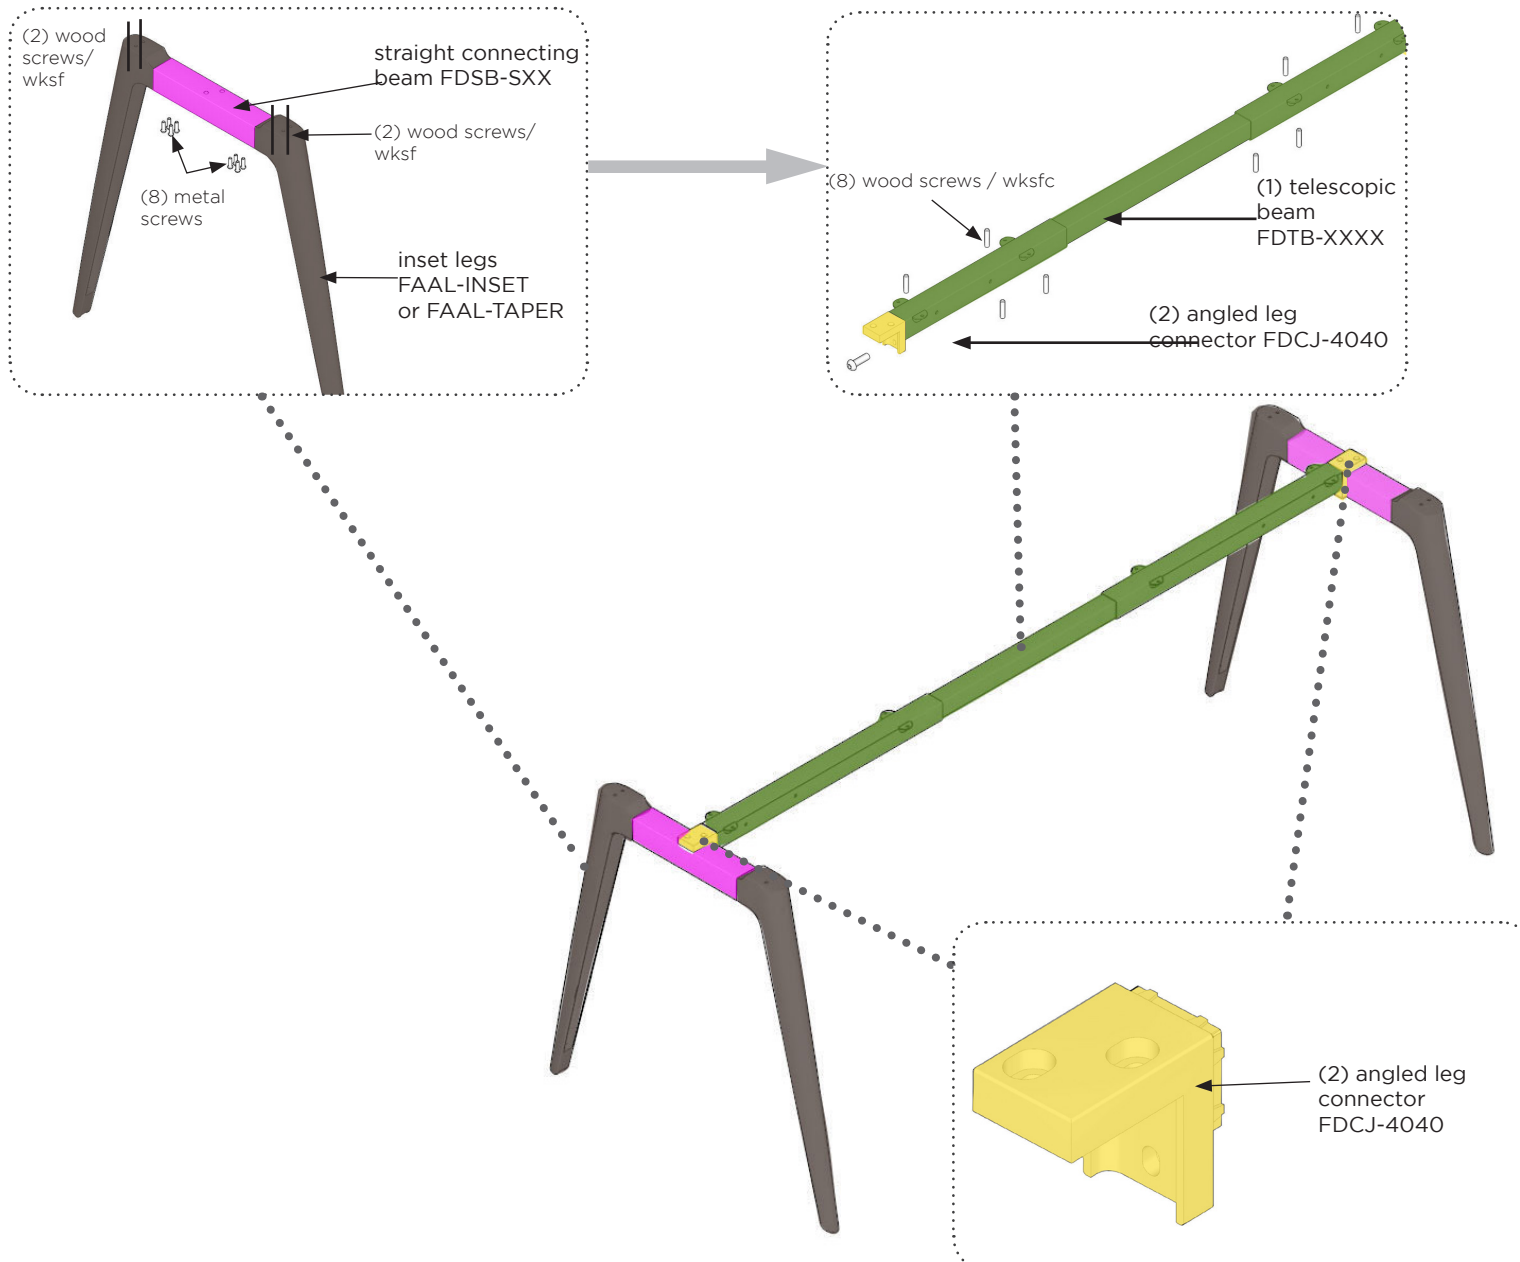 (2) wood
screws/
wksf
straight connecting
beam FDSB-SXX
(2) wood screws/
wksf
(8) metal
screws
inset legs
FAAL-INSET
or FAAL-TAPER
(8) wood screws / wksfc
(1) telescopic
beam
FDTB-XXXX
(2) angled leg
connector FDCJ-4040
(2) angled leg
connector
FDCJ-4040